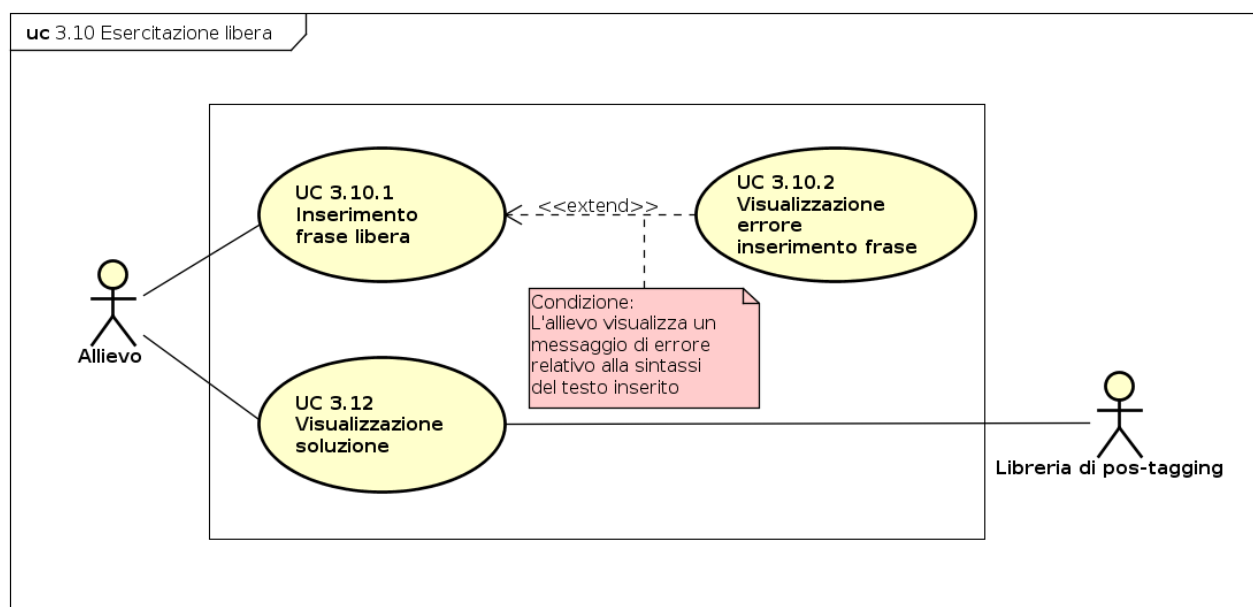 uc 3.10 Esercitazione libera
UC 3.10.1
Inserimento
frase libera
<<extend>>
UC 3.10.2
Visualizzazione
errore
inserimento frase
Condizione:
L'allievo visualizza un
messaggio di errore
relativo alla sintassi
del testo inserito
Allievo
UC 3.12
Visualizzazione
soluzione
Libreria di pos-tagging